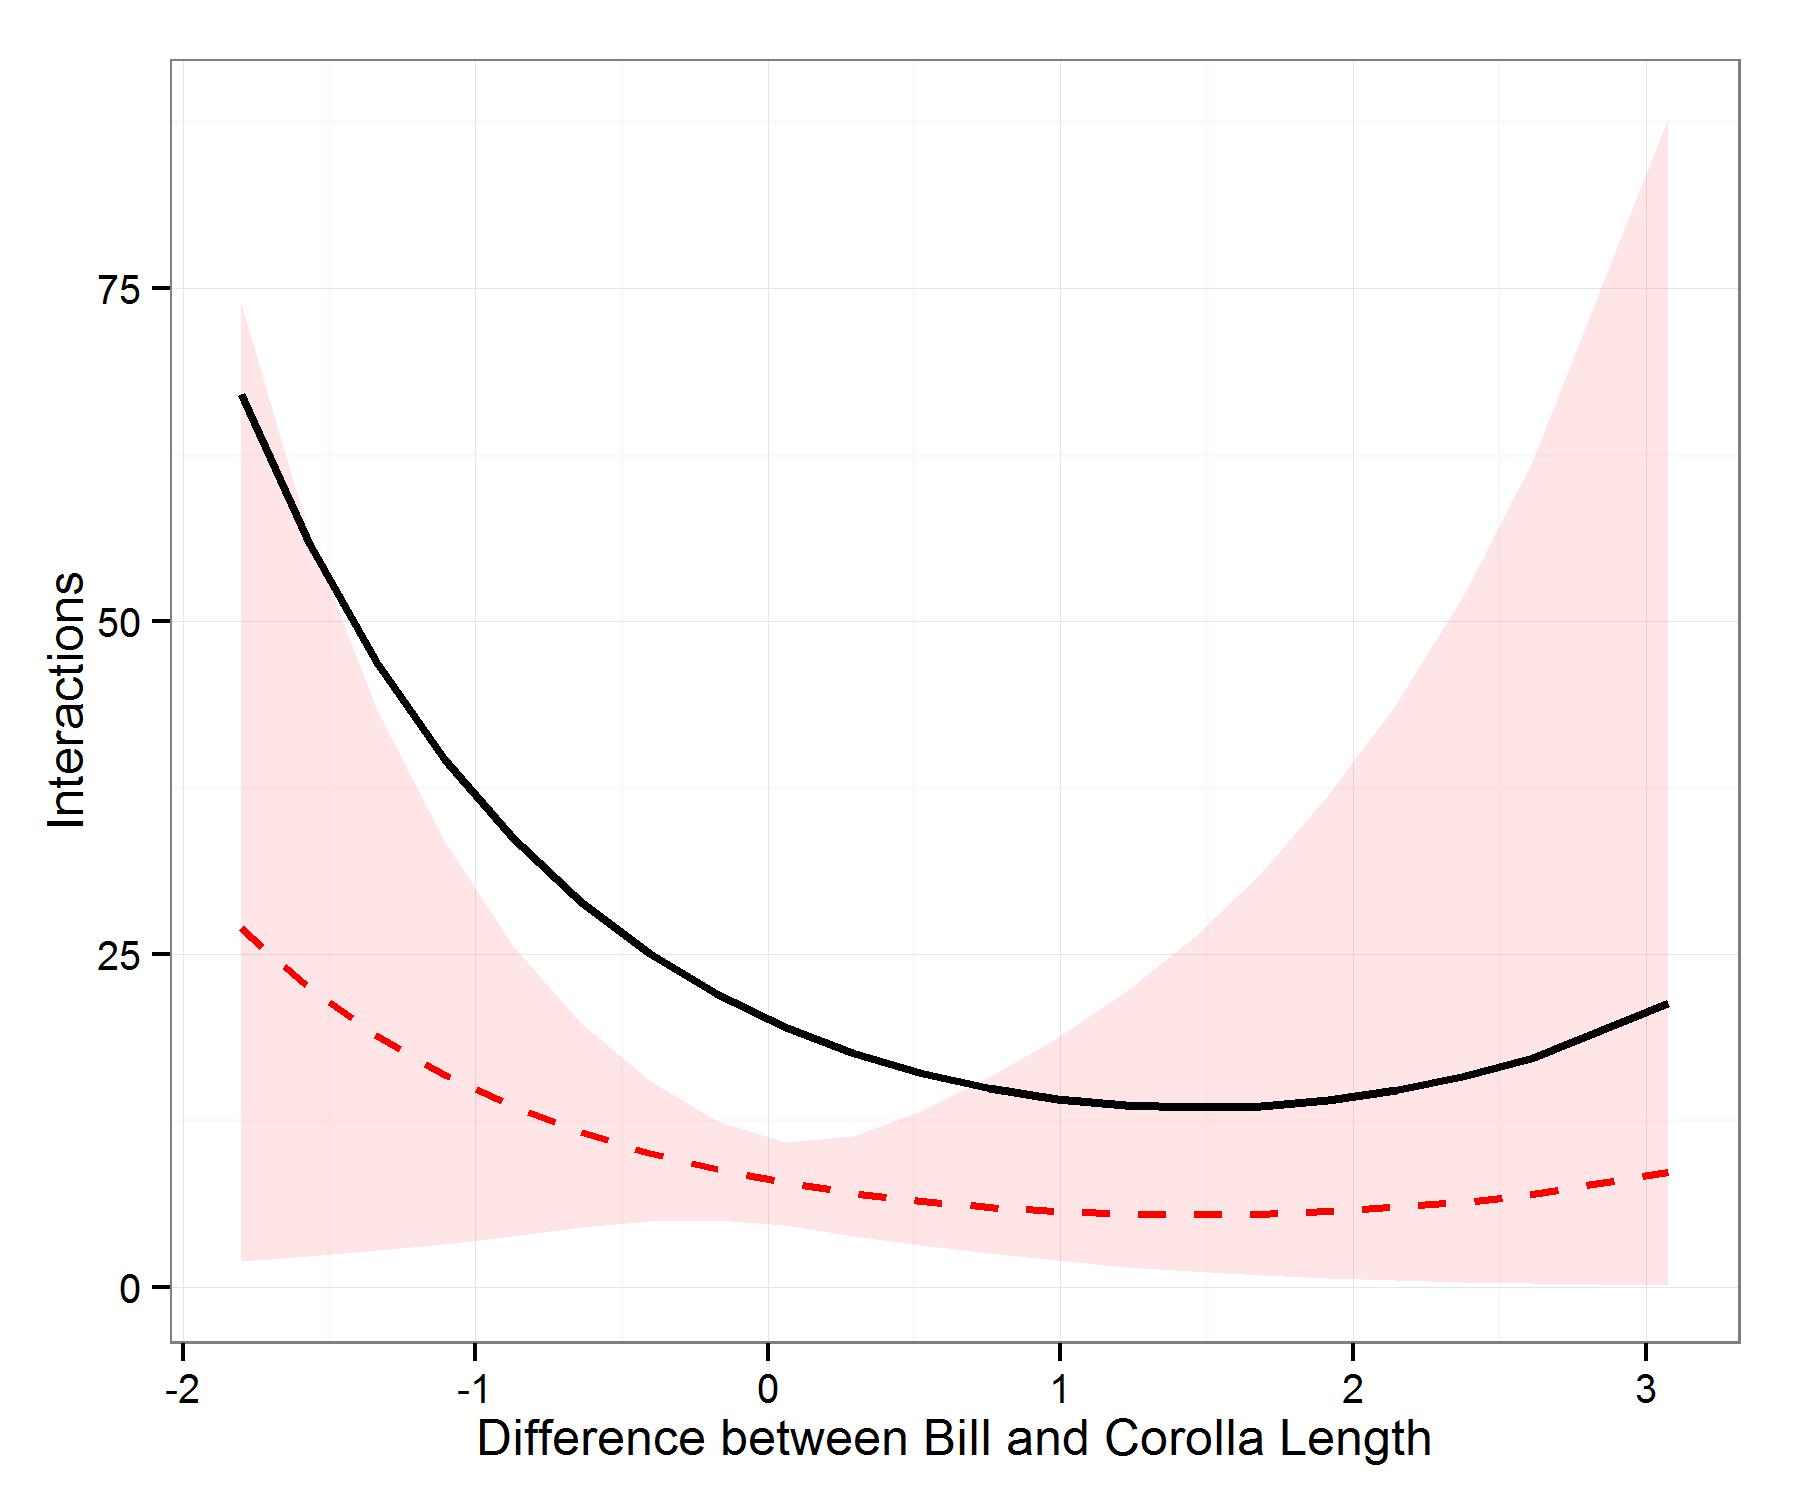 75
50
25
0
Interactions
-2 -1 0 1 2 3
Difference between Bill and Corolla Length